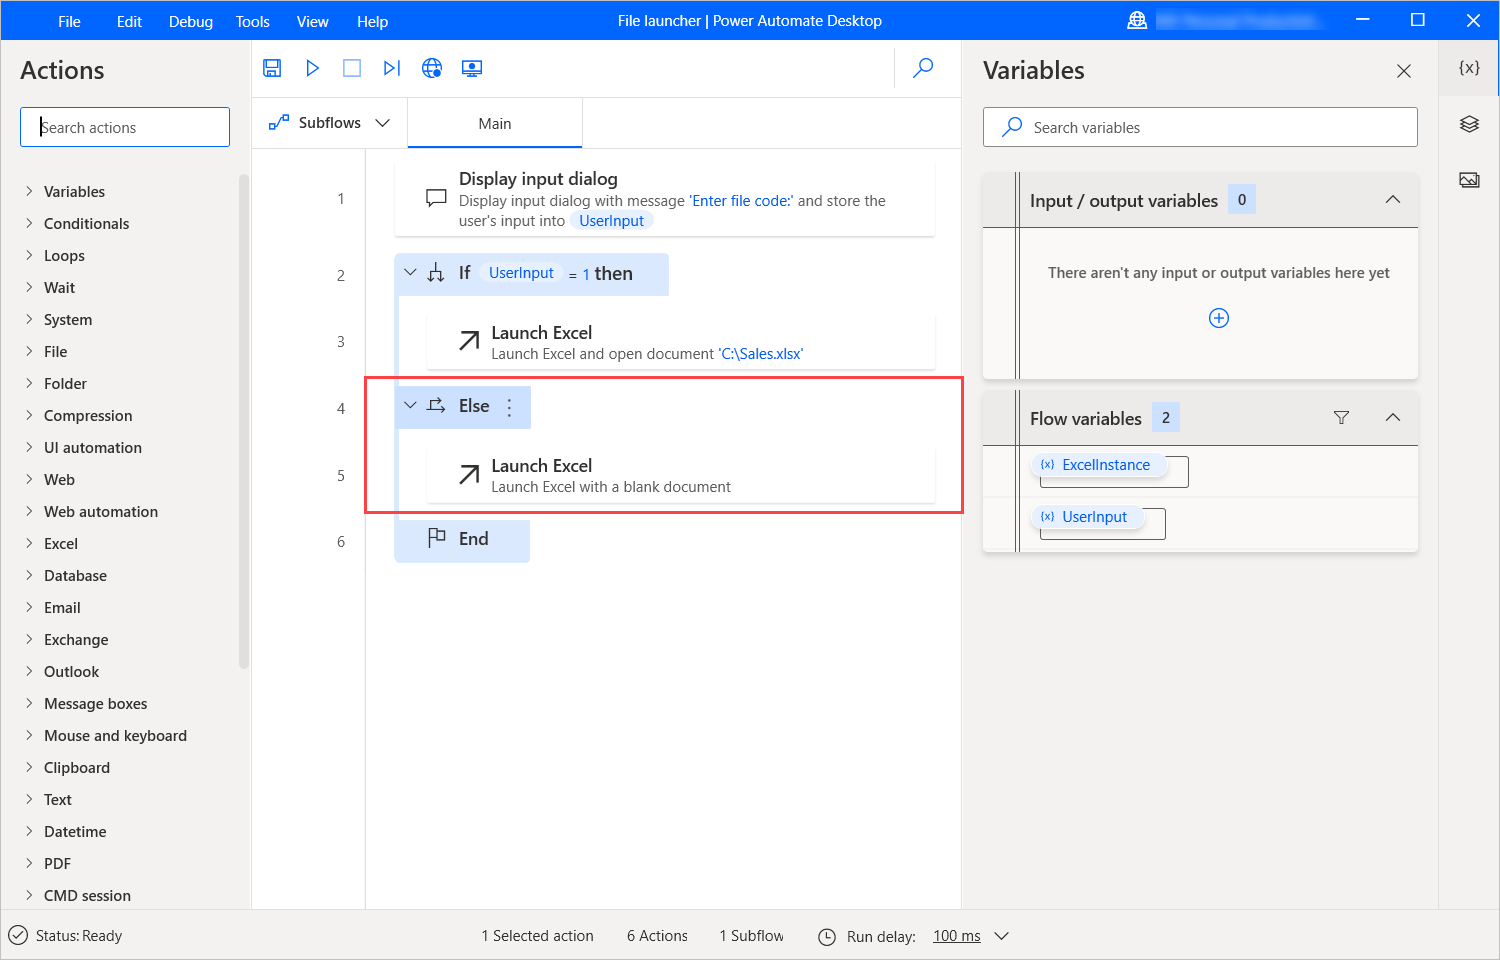 File Edit Debug Tools View Help File launcher | Power Automate Desktop
Actions
Search actions
Variables
Conditionals
Loops
Wait
System
File
Folder
Compression
UI automation
Web
Web automation
Excel
Database
Email
Exchange
Outlook
Message boxes
Mouse and keyboard
Clipboard
Text
Datetime
PDF
CMD session
Subflows Main
1 Display input dialog
Display input dialog with message 'Enter file code:' and store the
user's input into UserInput
2 If UserInput = 1 then
3 Launch Excel
Launch Excel and open document 'C:\Sales.xlsx'
4 Else
5 Launch Excel
Launch Excel with a blank document
6 End
Variables
{x}
Search variables
Input / output variables 0
There aren't any input or output variables here yet
Flow variables 2
{x} ExcelInstance
{x} UserInput
Status: Ready 1 Selected action 6 Actions 1 Subflow Run delay: 100 ms